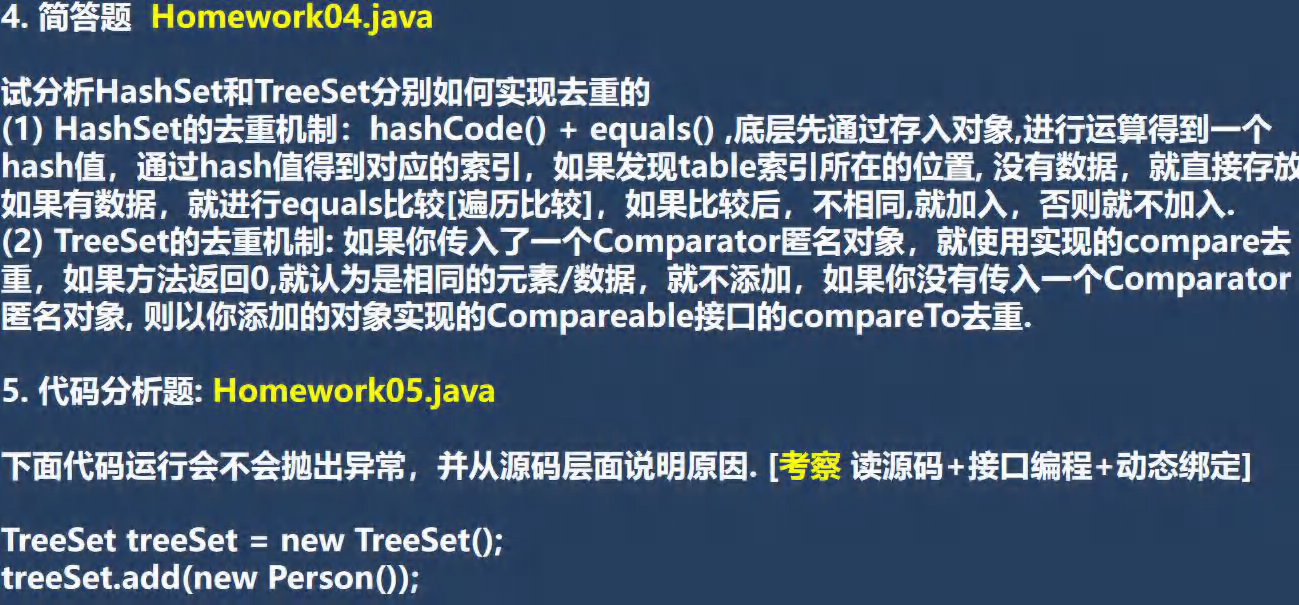 4. 简答题 Homework04.java
试分析HashSet和TreeSet分别如何实现去重的
(1) HashSet的去重机制：hashCode() + equals() ,底层先通过存入对象,进行运算得到一个
hash值，通过hash值得到对应的索引，如果发现table索引所在的位置, 没有数据，就直接存放
如果有数据，就进行equals比较[遍历比较]，如果比较后，不相同,就加入，否则就不加入.
(2) TreeSet的去重机制: 如果你传入了一个Comparator匿名对象，就使用实现的compare去
重，如果方法返回0,就认为是相同的元素/数据，就不添加，如果你没有传入一个Comparator
匿名对象, 则以你添加的对象实现的Compareable接口的compareTo去重.
5. 代码分析题: Homework05.java
下面代码运行会不会抛出异常，并从源码层面说明原因. [考察 读源码+接口编程+动态绑定]
TreeSet treeSet = new TreeSet();
treeSet.add(new Person());